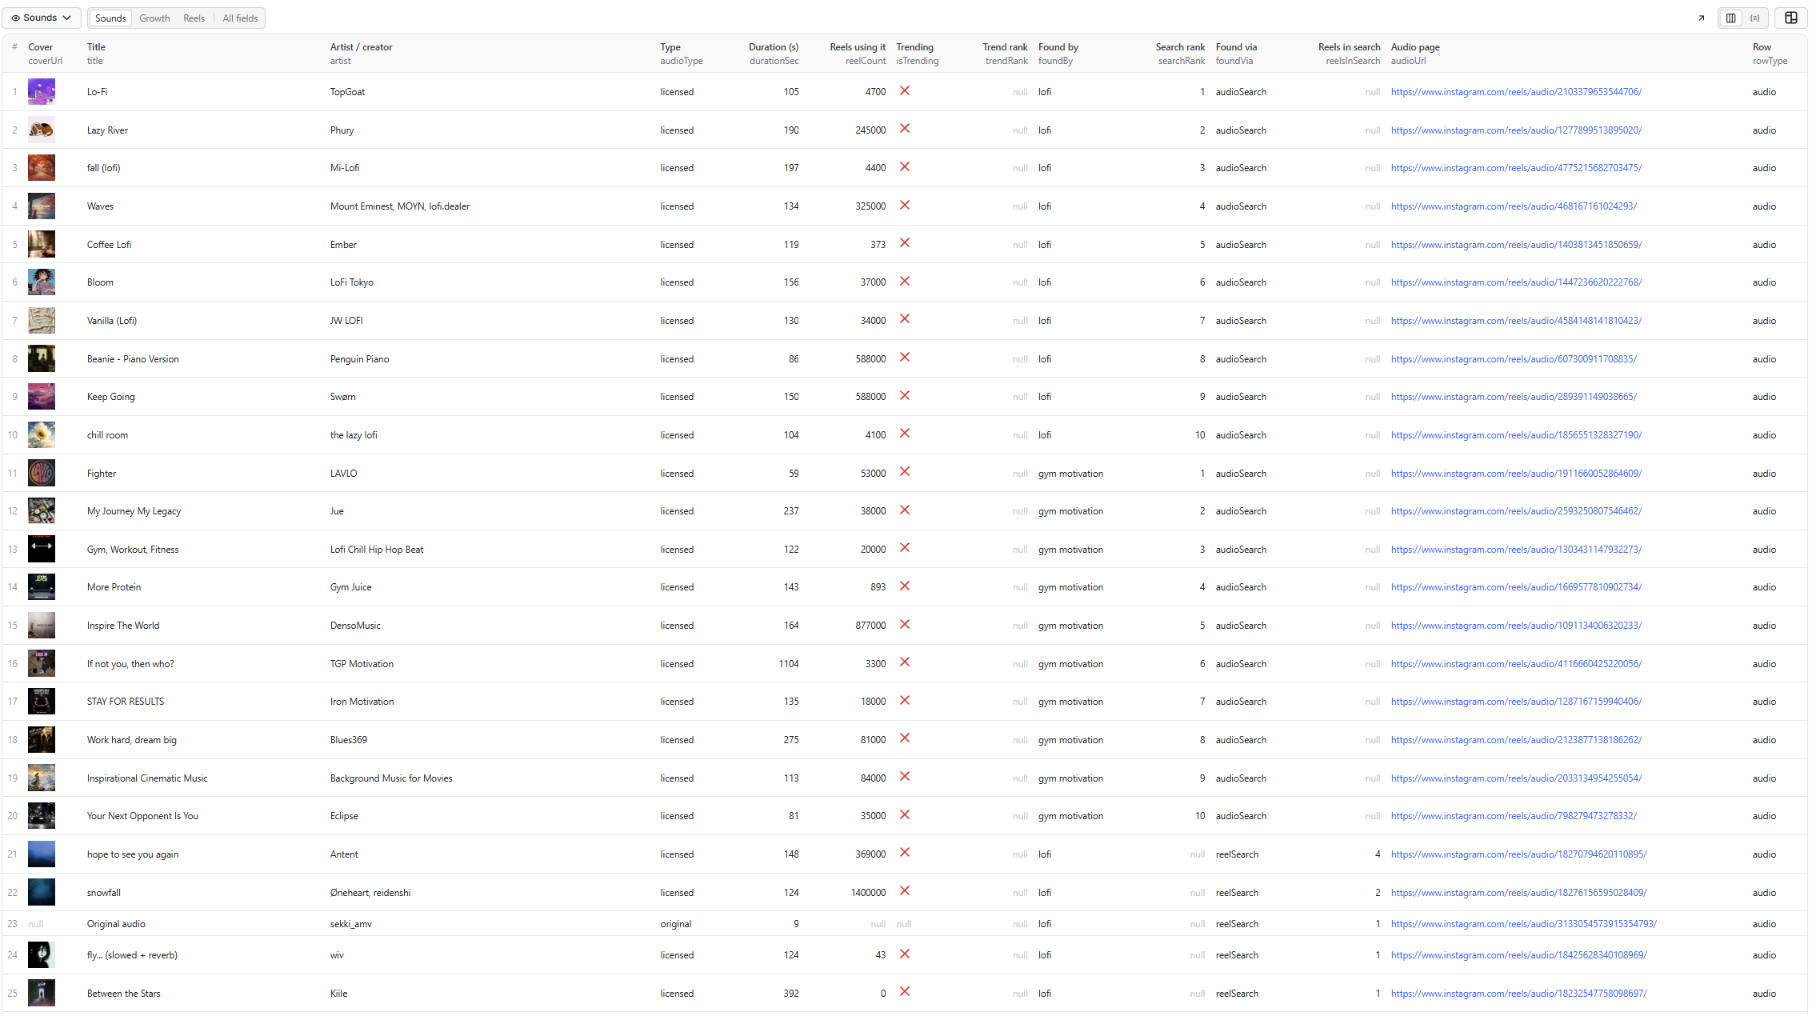 Sounds
Sounds Growth Reels All fields
# Cover Title Artist / creator Type Duration (s) Reels using it Trending Trend rank Found by Search rank Found via Reels in search Audio page Row
coverUrl title artist audioType durationSec reelCount isTrending trendRank foundBy searchRank foundVia reelsInSearch audioUrl rowType
1 Lo-Fi TopGoat licensed 105 4700 null lofi 1 audioSearch null https://www.instagram.com/reels/audio/2103379653544706/ audio
2 Lazy River Phury licensed 190 245000 null lofi 2 audioSearch null https://www.instagram.com/reels/audio/1277899513895020/ audio
3 fall (lofi) Mi-Lofi licensed 197 4400 null lofi 3 audioSearch null https://www.instagram.com/reels/audio/4775215682703475/ audio
4 Waves Mount Eminest, MOYN, lofi.dealer licensed 134 325000 null lofi 4 audioSearch null https://www.instagram.com/reels/audio/468167161024293/ audio
5 Coffee Lofi Ember licensed 119 373 null lofi 5 audioSearch null https://www.instagram.com/reels/audio/1403813451850659/ audio
6 Bloom LoFi Tokyo licensed 156 37000 null lofi 6 audioSearch null https://www.instagram.com/reels/audio/1447236620222768/ audio
7 Vanilla (Lofi) JW LOFI licensed 130 34000 null lofi 7 audioSearch null https://www.instagram.com/reels/audio/4584148141810423/ audio
8 Beanie - Piano Version Penguin Piano licensed 86 588000 null lofi 8 audioSearch null https://www.instagram.com/reels/audio/607300911708835/ audio
9 Keep Going Swørn licensed 150 588000 null lofi 9 audioSearch null https://www.instagram.com/reels/audio/289391149038665/ audio
10 chill room the lazy lofi licensed 104 4100 null lofi 10 audioSearch null https://www.instagram.com/reels/audio/1856551328327190/ audio
11 Fighter LAVLO licensed 59 53000 null gym motivation 1 audioSearch null https://www.instagram.com/reels/audio/1911660052864609/ audio
12 My Journey My Legacy Jue licensed 237 38000 null gym motivation 2 audioSearch null https://www.instagram.com/reels/audio/2593250807546462/ audio
13 Gym, Workout, Fitness Lofi Chill Hip Hop Beat licensed 122 20000 null gym motivation 3 audioSearch null https://www.instagram.com/reels/audio/1303431147932273/ audio
14 More Protein Gym Juice licensed 143 893 null gym motivation 4 audioSearch null https://www.instagram.com/reels/audio/1669577810902734/ audio
15 Inspire The World DensoMusic licensed 164 877000 null gym motivation 5 audioSearch null https://www.instagram.com/reels/audio/1091134006320233/ audio
16 If not you, then who? TGP Motivation licensed 1104 3300 null gym motivation 6 audioSearch null https://www.instagram.com/reels/audio/4116660425220056/ audio
17 STAY FOR RESULTS Iron Motivation licensed 135 18000 null gym motivation 7 audioSearch null https://www.instagram.com/reels/audio/1287167159940406/ audio
18 Work hard, dream big Blues369 licensed 275 81000 null gym motivation 8 audioSearch null https://www.instagram.com/reels/audio/2123877138186262/ audio
19 Inspirational Cinematic Music Background Music for Movies licensed 113 84000 null gym motivation 9 audioSearch null https://www.instagram.com/reels/audio/2033134954255054/ audio
20 Your Next Opponent Is You Eclipse licensed 81 35000 null gym motivation 10 audioSearch null https://www.instagram.com/reels/audio/798279473278332/ audio
21 hope to see you again Antent licensed 148 369000 null lofi null reelSearch 4 https://www.instagram.com/reels/audio/18270794620110895/ audio
22 snowfall Øneheart, reidenshi licensed 124 1400000 null lofi null reelSearch 2 https://www.instagram.com/reels/audio/18276156595028409/ audio
23 null Original audio sekki_amv original 9 null null null lofi null reelSearch 1 https://www.instagram.com/reels/audio/3133054573915354793/ audio
24 fly... (slowed + reverb) wiv licensed 124 43 null lofi null reelSearch 1 https://www.instagram.com/reels/audio/18425628340108969/ audio
25 Between the Stars Kiile licensed 392 0 null lofi null reelSearch 1 https://www.instagram.com/reels/audio/18232547758098697/ audio